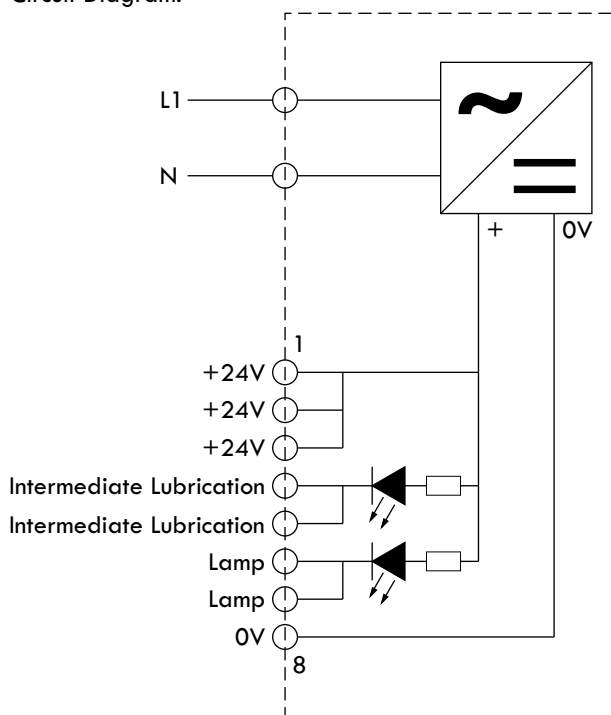 Circuit Diagram:
L1
N
+ 0V
1
+24V
+24V
+24V
Intermediate Lubrication
Intermediate Lubrication
Lamp
Lamp
0V
8